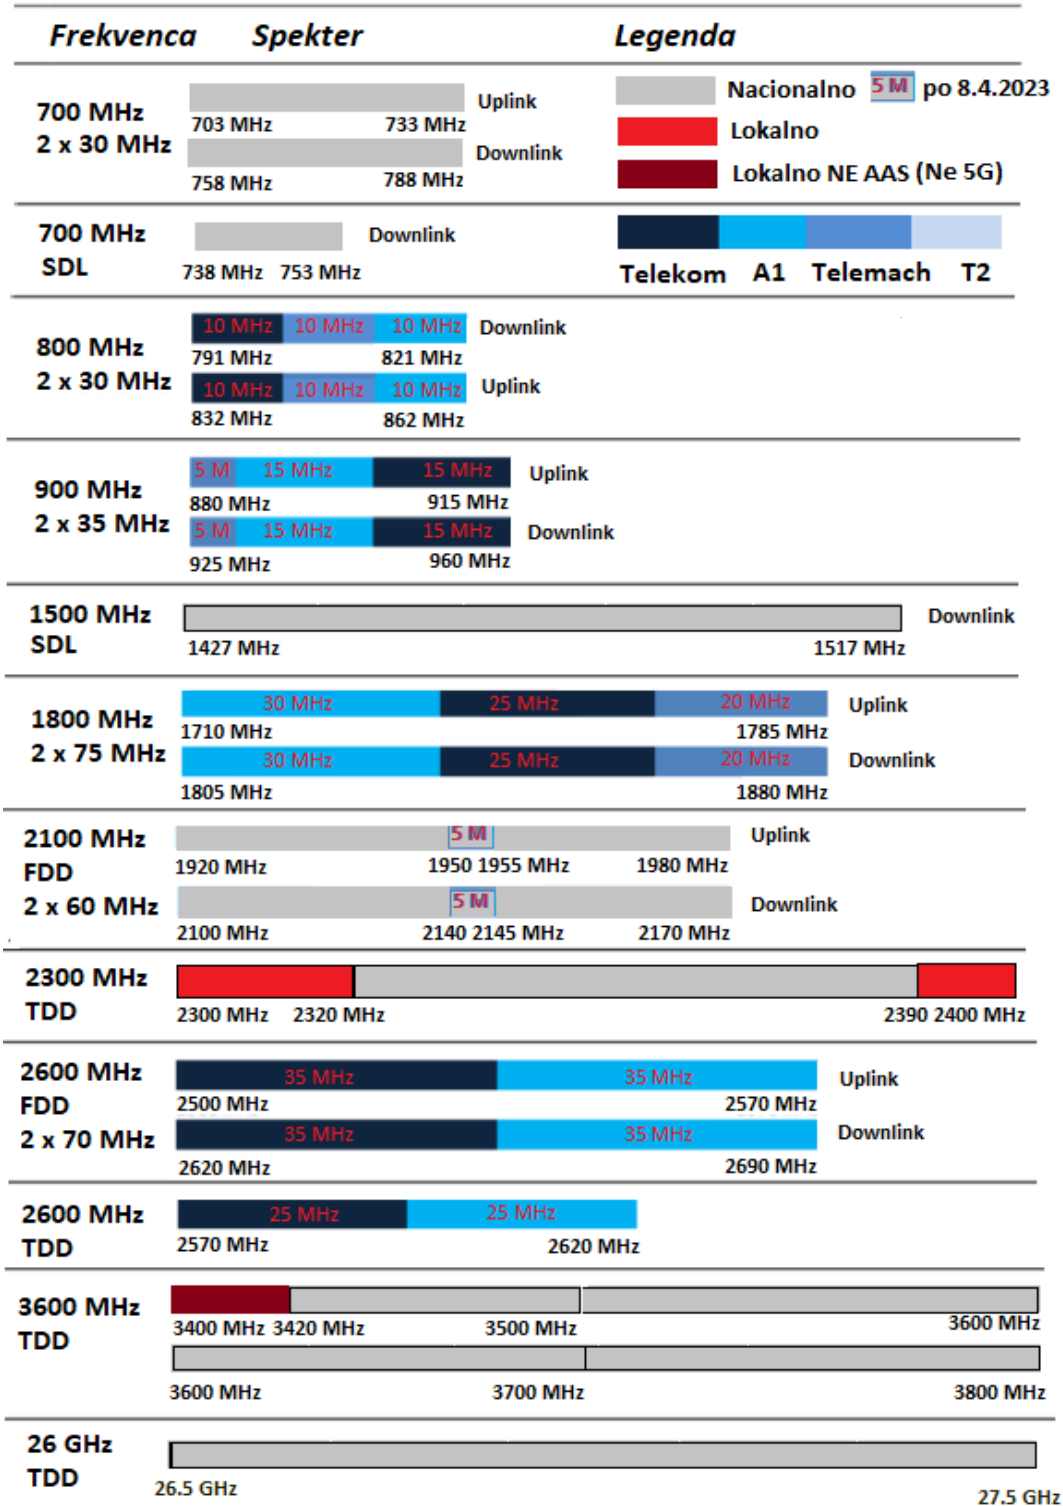 Frekvenca Spekter Legenda
700 MHz
2 x 30 MHz
Uplink
703 MHz 733 MHz
Downlink
758 MHz 788 MHz
Nacionalno 5 M po 8.4.2023
Lokalno
Lokalno NE AAS (Ne 5G)
700 MHz
SDL
Downlink
738 MHz 753 MHz
Telekom A1 Telemach T2
800 MHz
2 x 30 MHz
10 MHz 10 MHz 10 MHz Downlink
791 MHz 821 MHz
10 MHz 10 MHz 10 MHz Uplink
832 MHz 862 MHz
900 MHz
2 x 35 MHz
5 M 15 MHz 15 MHz Uplink
880 MHz 915 MHz
5 M 15 MHz 15 MHz Downlink
925 MHz 960 MHz
1500 MHz
SDL
Downlink
1427 MHz 1517 MHz
1800 MHz
2 x 75 MHz
30 MHz 25 MHz 20 MHz Uplink
1710 MHz 1785 MHz
30 MHz 25 MHz 20 MHz Downlink
1805 MHz 1880 MHz
2100 MHz
FDD
2 x 60 MHz
5 M Uplink
1920 MHz 1950 1955 MHz 1980 MHz
5 M Downlink
2100 MHz 2140 2145 MHz 2170 MHz
2300 MHz
TDD
2300 MHz 2320 MHz 2390 2400 MHz
2600 MHz
FDD
2 x 70 MHz
35 MHz 35 MHz Uplink
2500 MHz 2570 MHz
35 MHz 35 MHz Downlink
2620 MHz 2690 MHz
2600 MHz
TDD
25 MHz 25 MHz
2570 MHz 2620 MHz
3600 MHz
TDD
3400 MHz 3420 MHz 3500 MHz 3600 MHz
3600 MHz 3700 MHz 3800 MHz
26 GHz
TDD
26.5 GHz 27.5 GHz